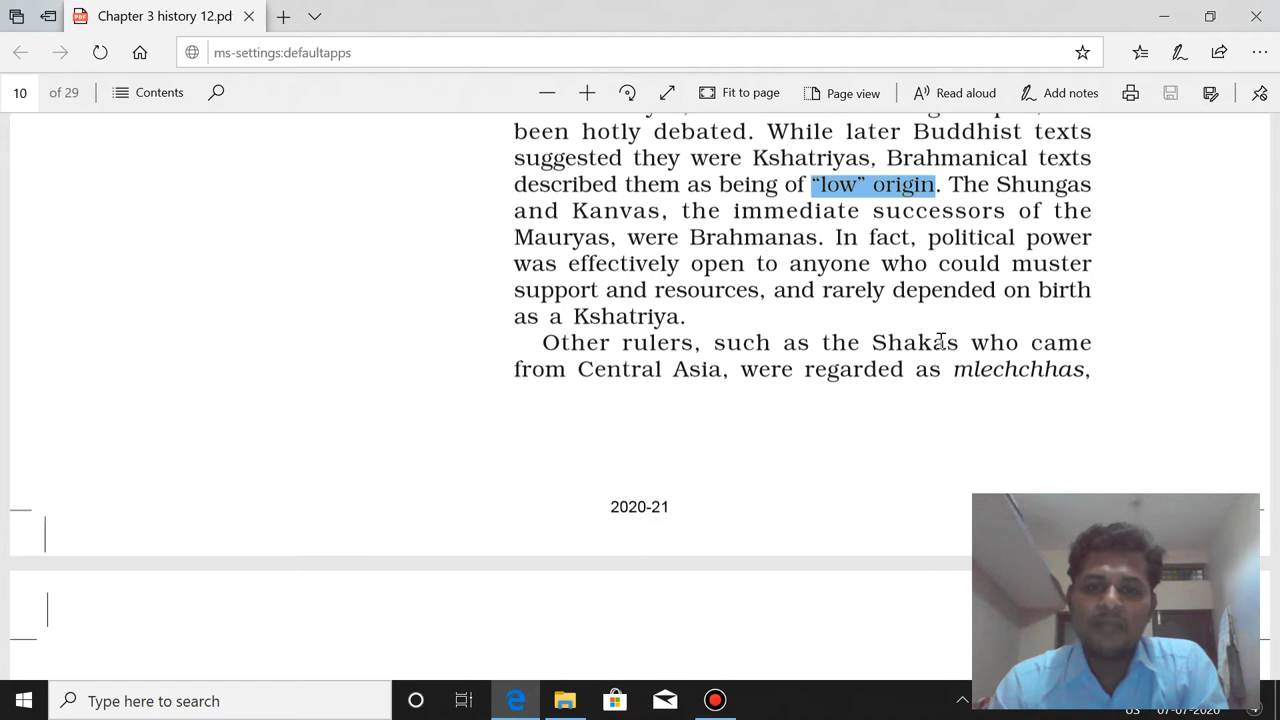 Chapter 3 history 12.pd
ms-settings:defaultapps
10 of 29 Contents Fit to page Page view Read aloud Add notes
been hotly debated. While later Buddhist texts
suggested they were Kshatriyas, Brahmanical texts
described them as being of “low” origin. The Shungas
and Kanvas, the immediate successors of the
Mauryas, were Brahmanas. In fact, political power
was effectively open to anyone who could muster
support and resources, and rarely depended on birth
as a Kshatriya.
Other rulers, such as the Shakas who came
from Central Asia, were regarded as mlechchhas,
2020-21
Type here to search
US 07-07-2020